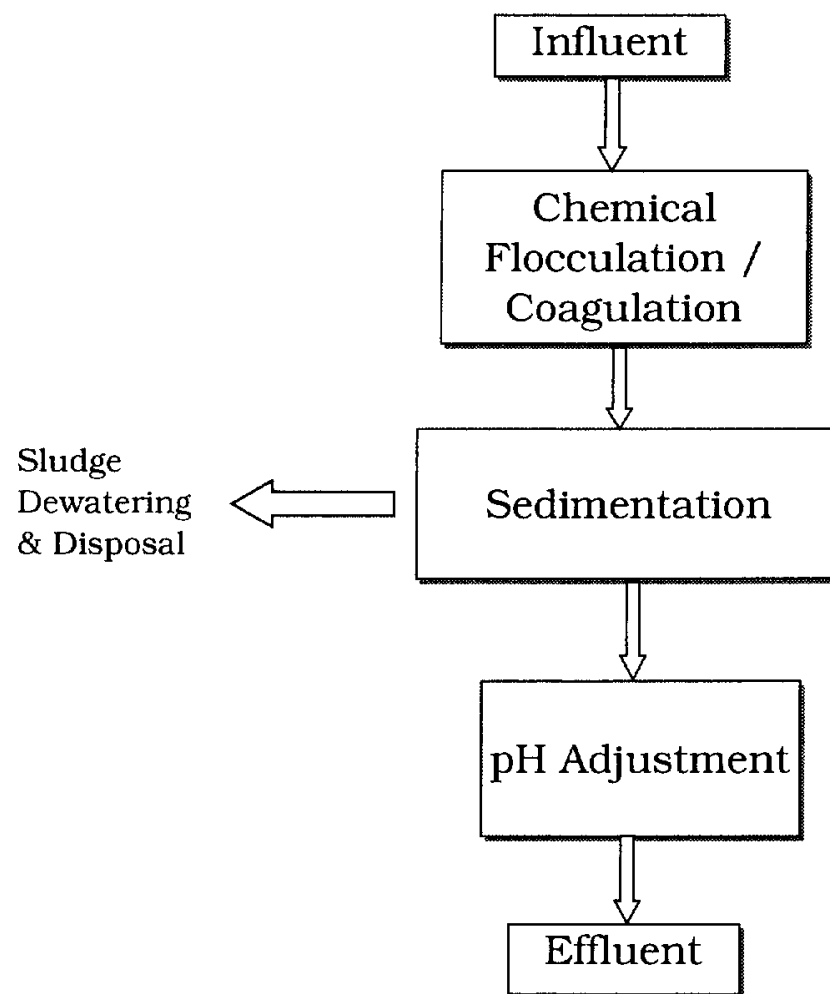 Influent
Chemical
Flocculation /
Coagulation
Sludge
Dewatering
& Disposal
Sedimentation
pH Adjustment
Effluent